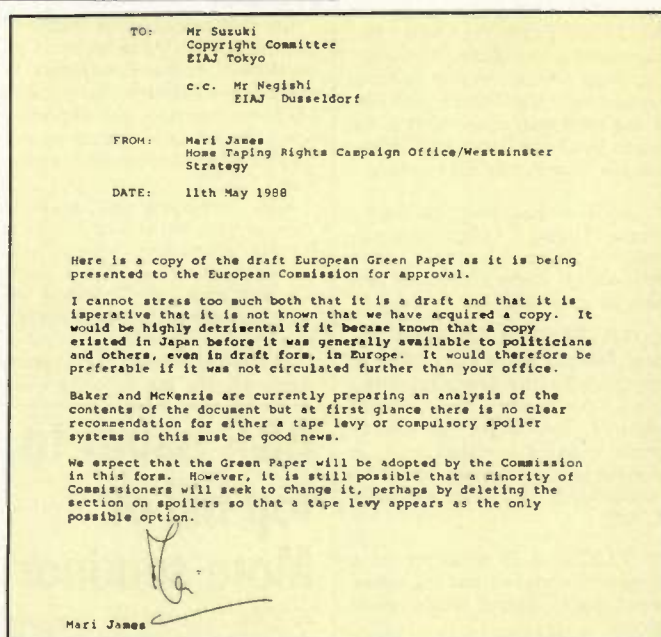 TO: Mr Suzuki
Copyright Committee
EIAJ Tokyo
c.c. Mr Negishi
EIAJ Dusseldorf
FROM: Mari James
Home Taping Rights Campaign Office/Westminster
Strategy
DATE: 11th May 1988
Here is a copy of the draft European Green Paper as it is being
presented to the European Commission for approval.
I cannot stress too much both that it is a draft and that it is
imperative that it is not known that we have acquired a copy. It
would be highly detrimental if it became known that a copy
existed in Japan before it was generally available to politicians
and others, even in draft form, in Europe. It would therefore be
preferable if it was not circulated further than your office.
Baker and McKenzie are currently preparing an analysis of the
contents of the document but at first glance there is no clear
recommendation for either a tape levy or compulsory spoiler
systems so this must be good news.
We expect that the Green Paper will be adopted by the Commission
in this form. However, it is still possible that a minority of
Commissioners will seek to change it, perhaps by deleting the
section on spoilers so that a tape levy appears as the only
possible option.
Mari James